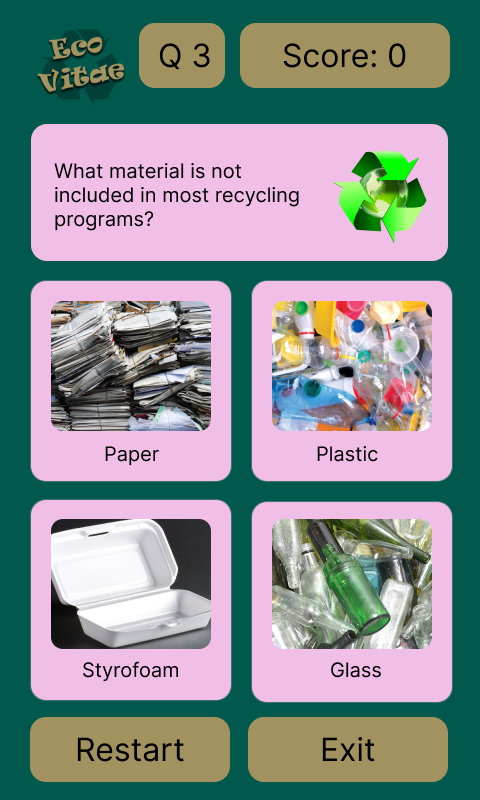 Eco
Vitae
Q 3
Score: 0
What material is not
included in most recycling
programs?
Paper
Plastic
Styrofoam
Glass
Restart
Exit